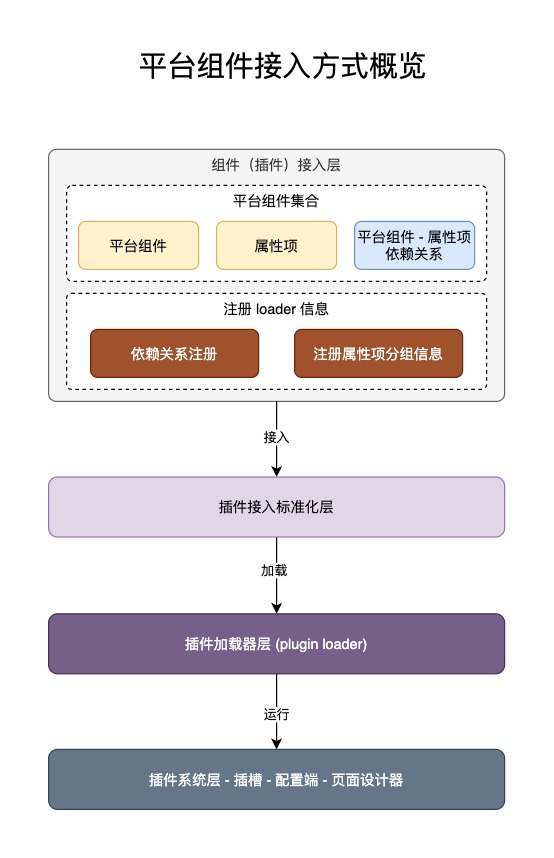 平台组件接入方式概览
组件（插件）接入层
平台组件集合
平台组件
属性项
平台组件 - 属性项
依赖关系
注册 loader 信息
依赖关系注册
注册属性项分组信息
接入
插件接入标准化层
加载
插件加载器层 (plugin loader)
运行
插件系统层 - 插槽 - 配置端 - 页面设计器